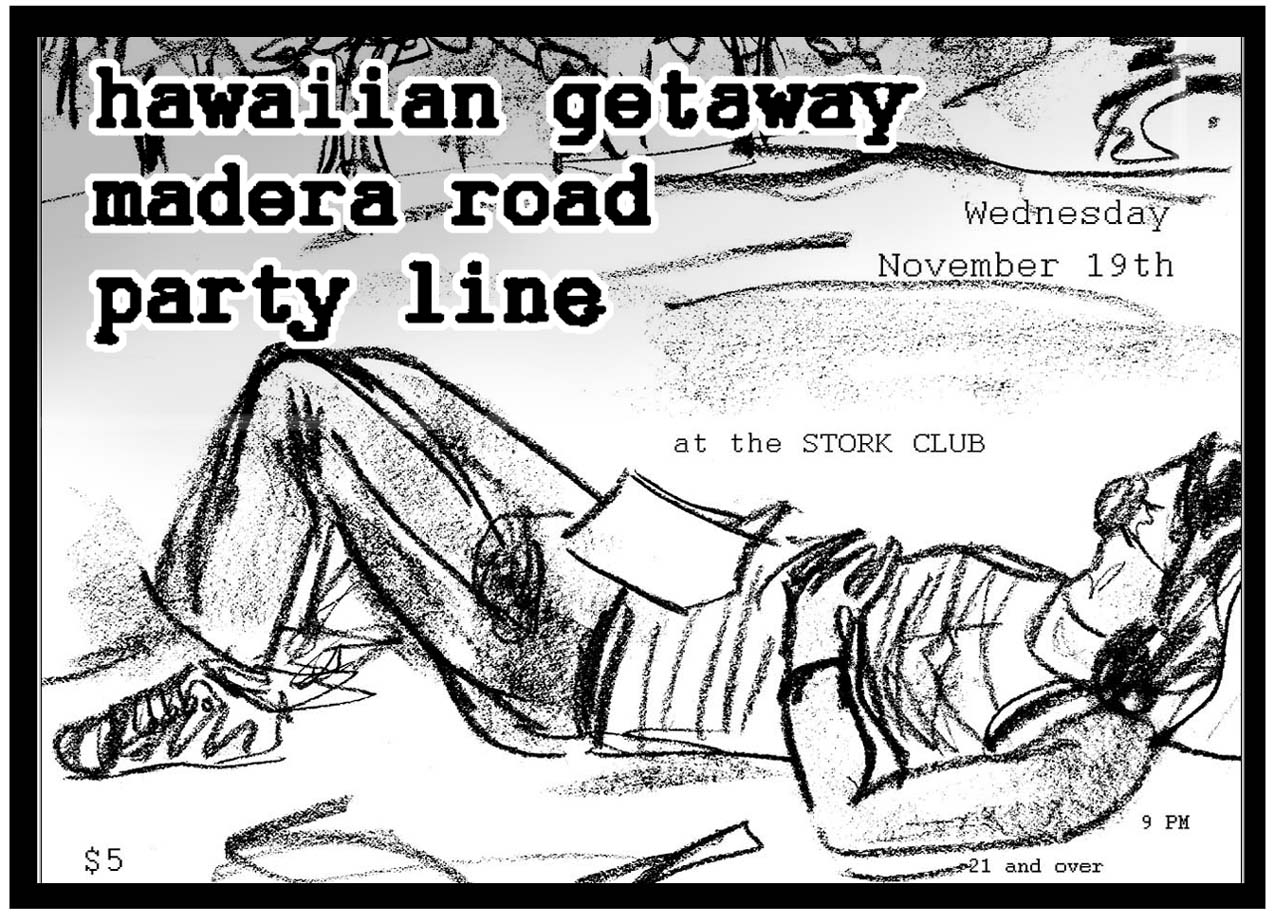 hawaiian getaway
madera road
party line
Wednesday
November 19th
at the STORK CLUB
9 PM
$5
21 and over